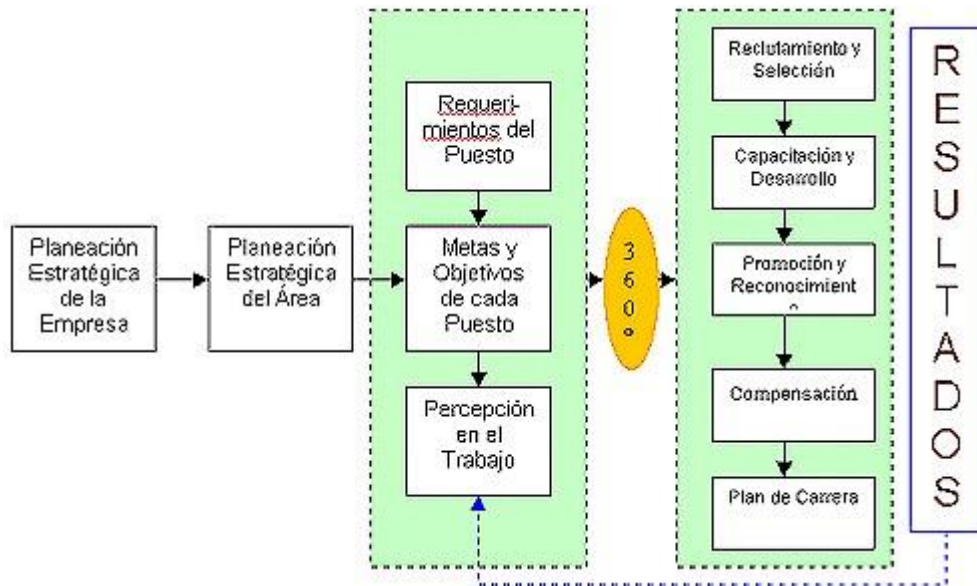 Planeación
Estratégica
de la
Empresa
Planeación
Estratégica
del Área
Requeri-
mientos del
Puesto
Metas y
Objetivos
de cada
Puesto
Percepción
en el
Trabajo
3
6
0
°
Reclutamiento y
Selección
Capacitación y
Desarrollo
Promoción y
Reconocimient
Compensación
Plan de Carrera
R
E
S
U
L
T
A
D
O
S